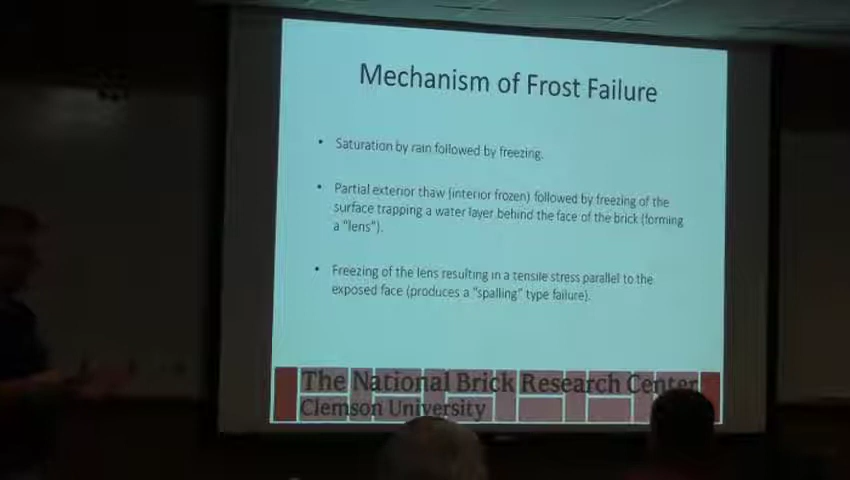 Mechanism of Frost Failure
• Saturation by rain followed by freezing.
• Partial exterior thaw (interior frozen) followed by freezing of the
surface trapping a water layer behind the face of the brick (forming
a "lens").
• Freezing of the lens resulting in a tensile stress parallel to the
exposed face (produces a "spalling" type failure).
The National Brick Research Center
Clemson University